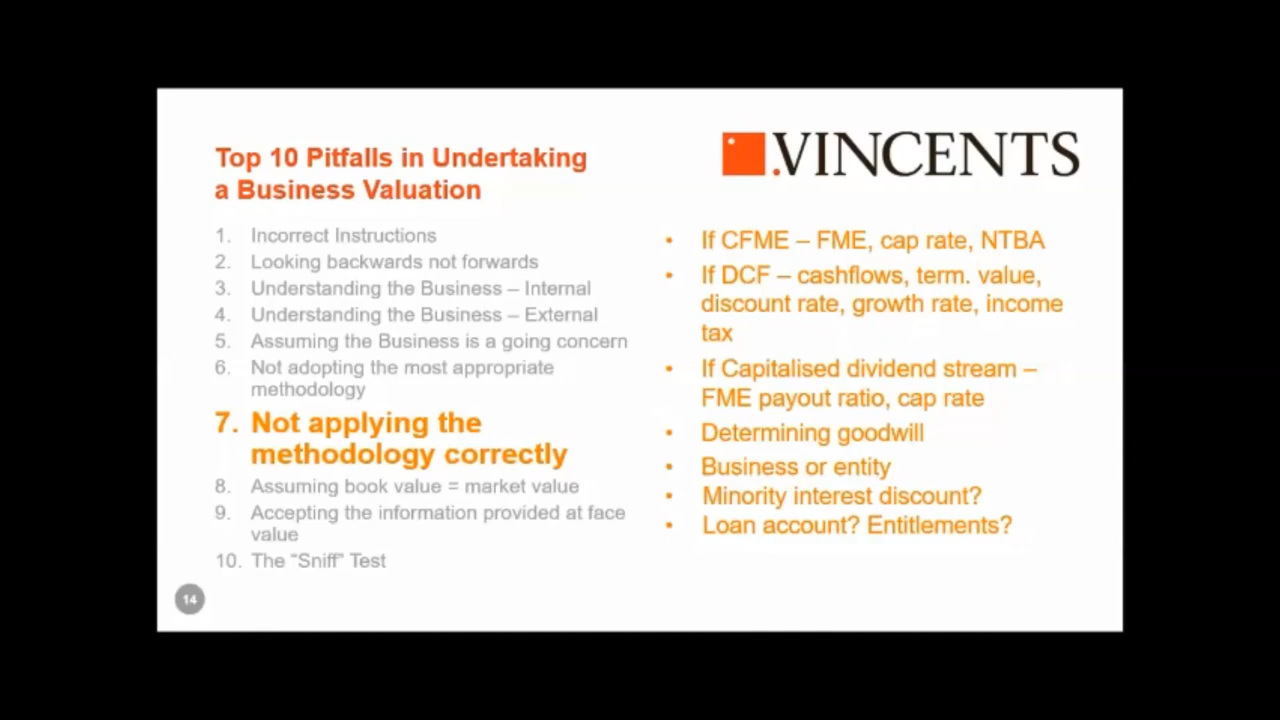 Top 10 Pitfalls in Undertaking
a Business Valuation
.VINCENTS
1. Incorrect Instructions
2. Looking backwards not forwards
3. Understanding the Business – Internal
4. Understanding the Business – External
5. Assuming the Business is a going concern
6. Not adopting the most appropriate
methodology
7. Not applying the
methodology correctly
8. Assuming book value = market value
9. Accepting the information provided at face
value
10. The “Sniff” Test
• If CFME – FME, cap rate, NTBA
• If DCF – cashflows, term. value,
discount rate, growth rate, income
tax
• If Capitalised dividend stream –
FME payout ratio, cap rate
• Determining goodwill
• Business or entity
• Minority interest discount?
• Loan account? Entitlements?
14